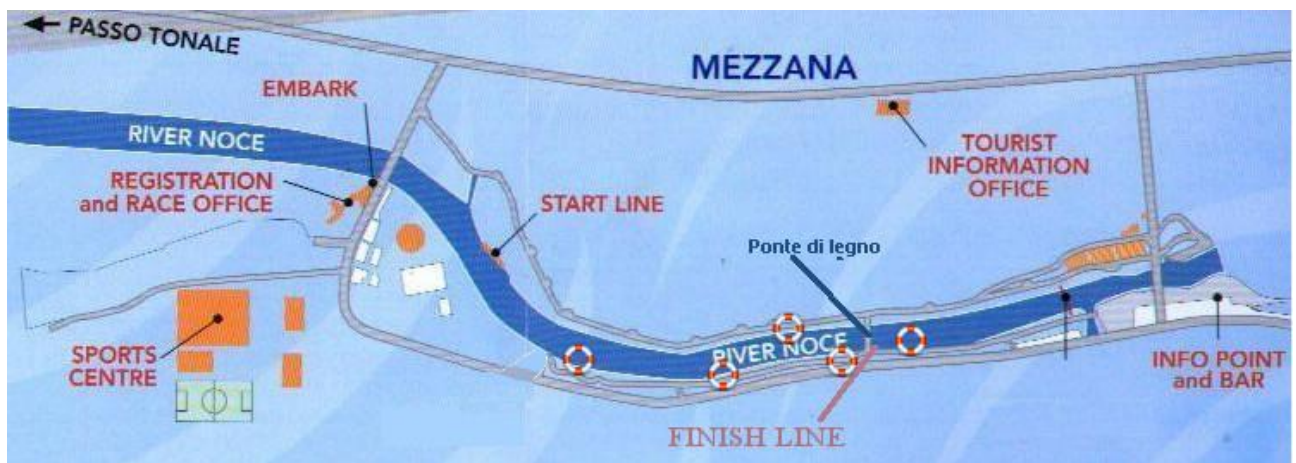 PASSO TONALE
MEZZANA
EMBARK
RIVER NOCE
REGISTRATION
and RACE OFFICE
START LINE
TOURIST
INFORMATION
OFFICE
Ponte di legno
RIVER NOCE
SPORTS
CENTRE
INFO POINT
and BAR
FINISH LINE